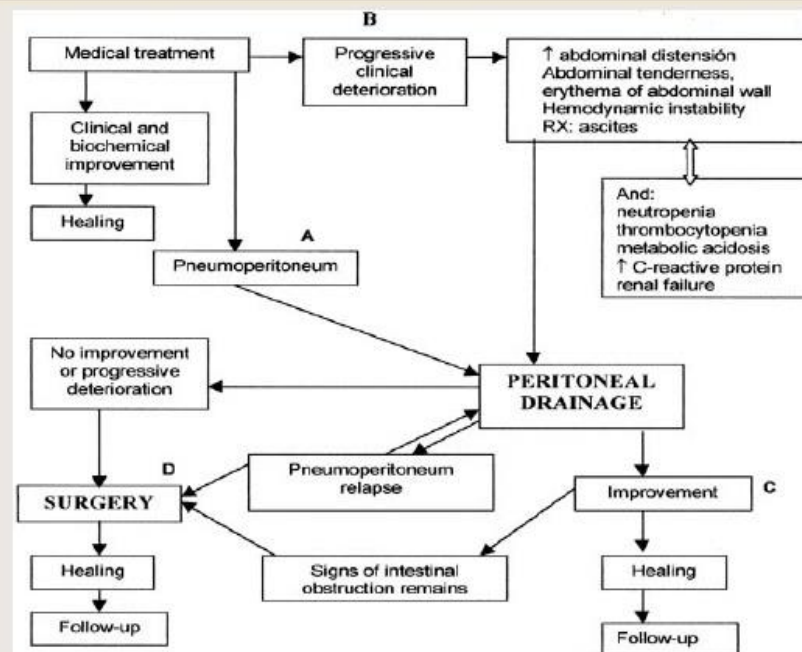 B
Medical treatment
Progressive
clinical
deterioration
↑ abdominal distensión
Abdominal tenderness,
erythema of abdominal wall
Hemodynamic instability
RX: ascites
Clinical and
biochemical
improvement
Healing
And:
neutropenia
thrombocytopenia
metabolic acidosis
↑ C-reactive protein
renal failure
A
Pneumoperitoneum
No improvement
or progressive
deterioration
PERITONEAL
DRAINAGE
D
Pneumoperitoneum
relapse
SURGERY
Improvement
C
Healing
Signs of intestinal
obstruction remains
Healing
Follow-up
Follow-up